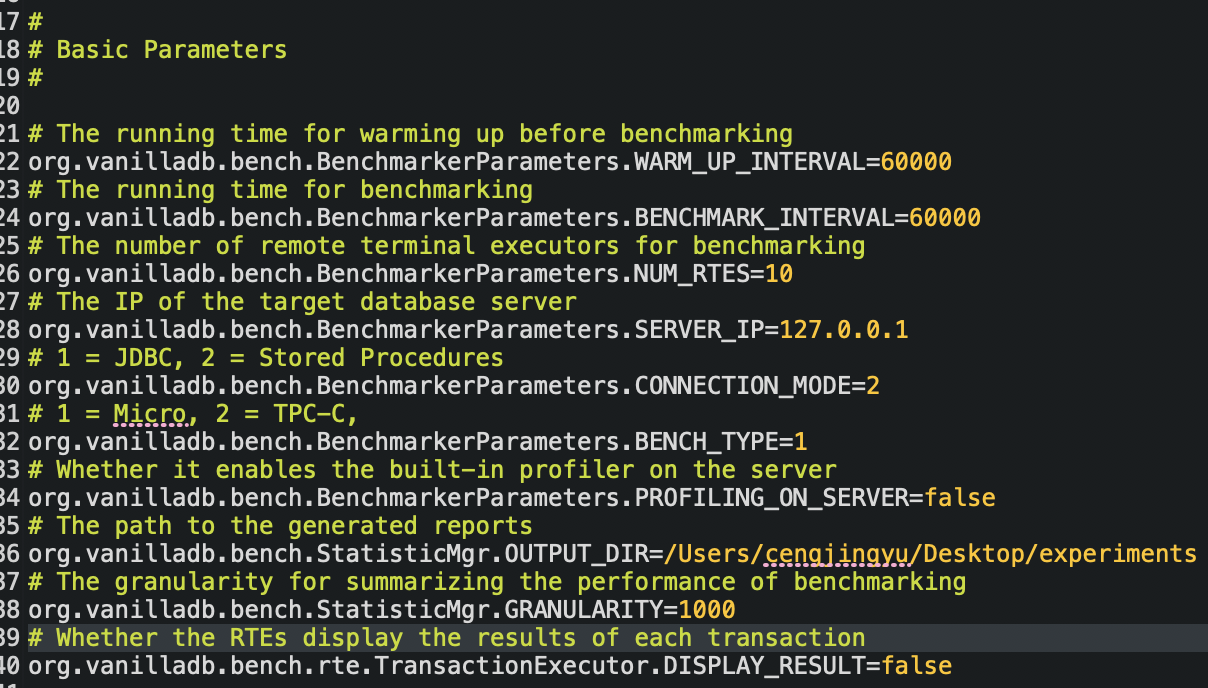 17 #
18 # Basic Parameters
19 #
20
21 # The running time for warming up before benchmarking
22 org.vanilladb.bench.BenchmarkerParameters.WARM_UP_INTERVAL=60000
23 # The running time for benchmarking
24 org.vanilladb.bench.BenchmarkerParameters.BENCHMARK_INTERVAL=60000
25 # The number of remote terminal executors for benchmarking
26 org.vanilladb.bench.BenchmarkerParameters.NUM_RTES=10
27 # The IP of the target database server
28 org.vanilladb.bench.BenchmarkerParameters.SERVER_IP=127.0.0.1
29 # 1 = JDBC, 2 = Stored Procedures
30 org.vanilladb.bench.BenchmarkerParameters.CONNECTION_MODE=2
31 # 1 = Micro, 2 = TPC-C,
32 org.vanilladb.bench.BenchmarkerParameters.BENCH_TYPE=1
33 # Whether it enables the built-in profiler on the server
34 org.vanilladb.bench.BenchmarkerParameters.PROFILING_ON_SERVER=false
35 # The path to the generated reports
36 org.vanilladb.bench.StatisticMgr.OUTPUT_DIR=/Users/cengjingyu/Desktop/experiments
37 # The granularity for summarizing the performance of benchmarking
38 org.vanilladb.bench.StatisticMgr.GRANULARITY=1000
39 # Whether the RTEs display the results of each transaction
40 org.vanilladb.bench.rte.TransactionExecutor.DISPLAY_RESULT=false